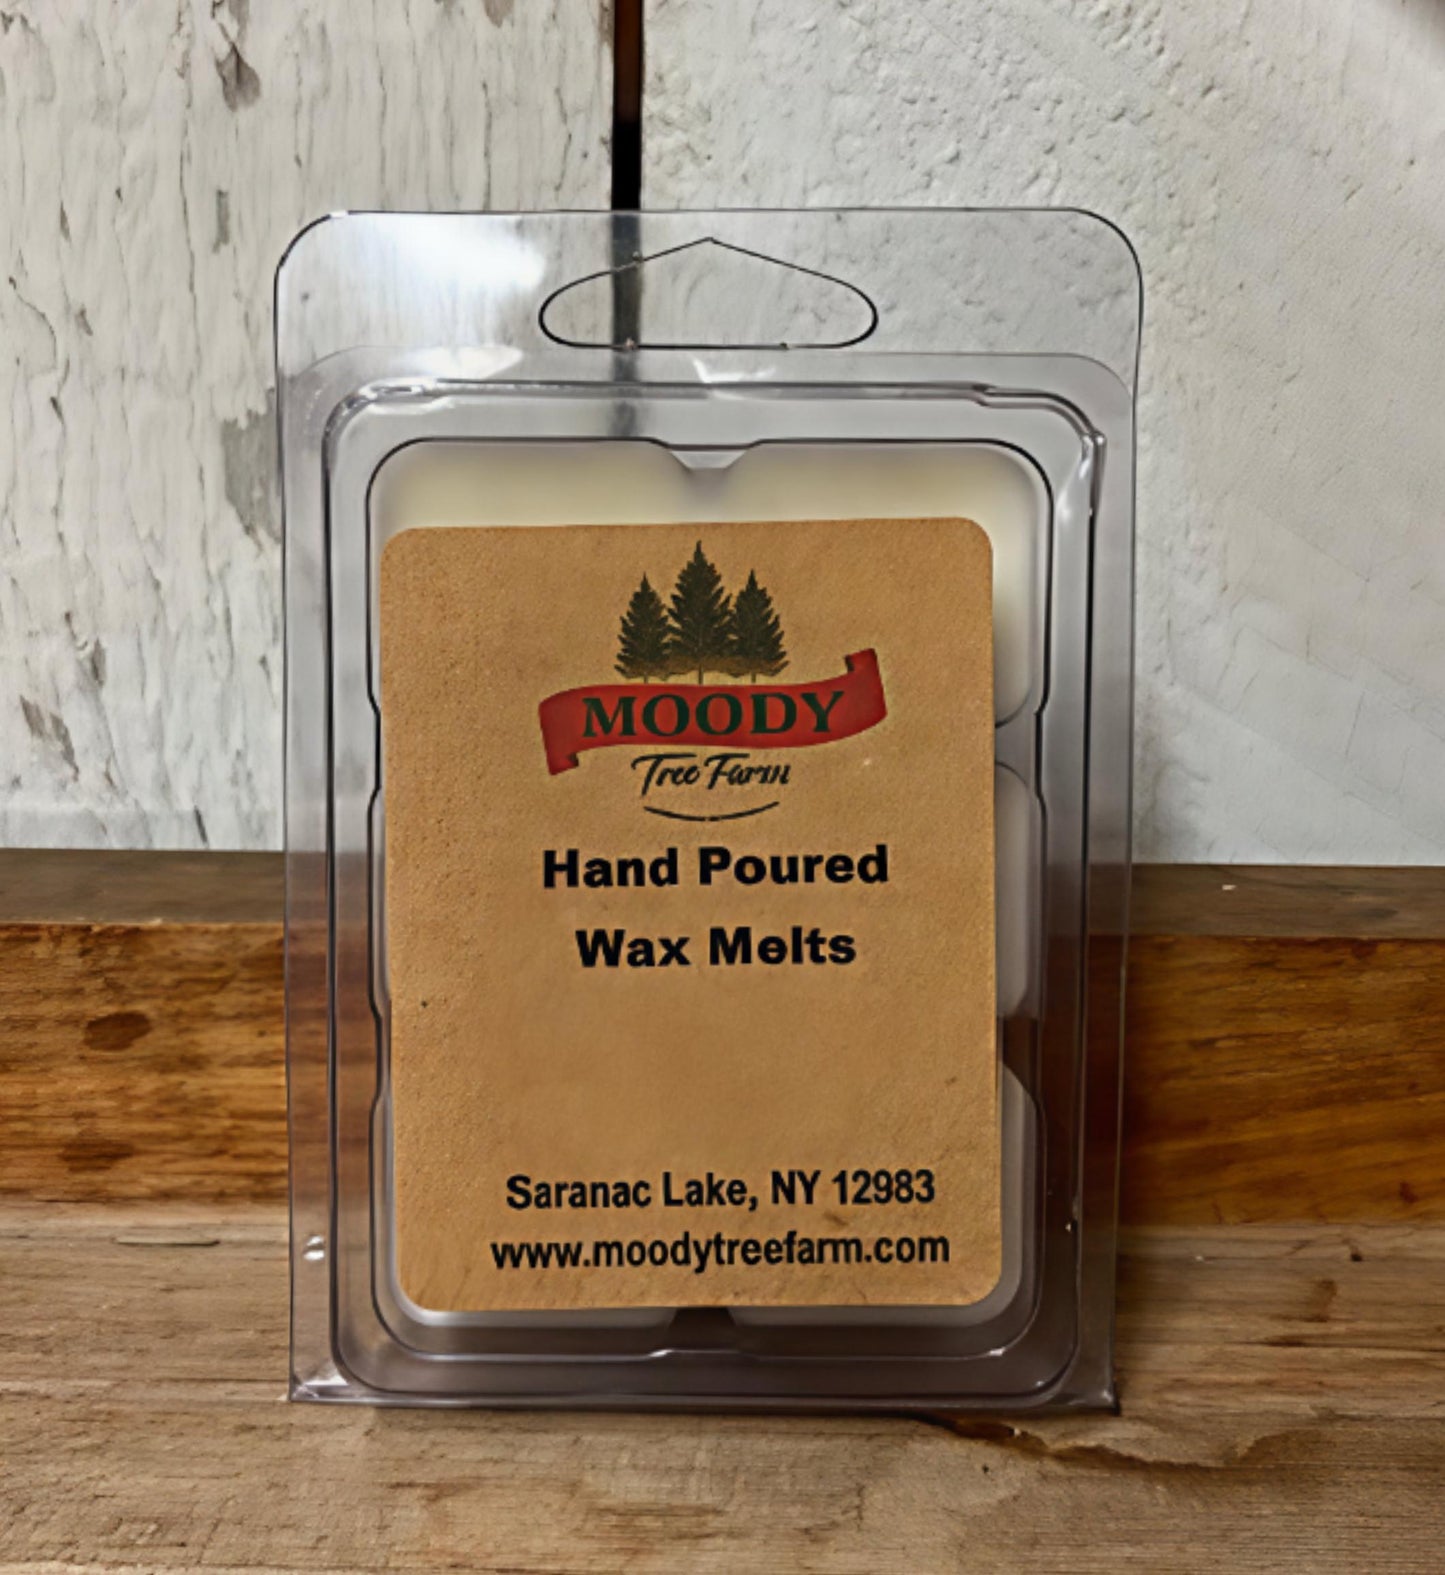 MOODY
Tree Farm
Hand Poured
Wax Melts
Saranac Lake, NY 12983
www.moodytreefarm.com